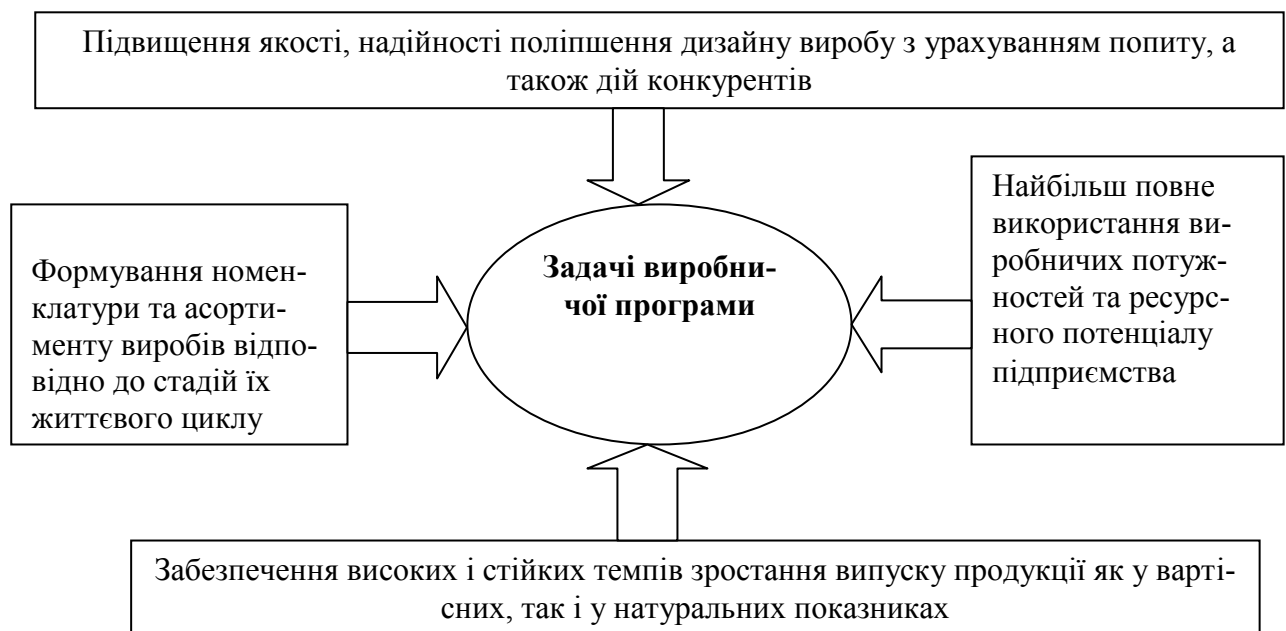 Підвищення якості, надійності поліпшення дизайну виробу з урахуванням попиту, а
також дій конкурентів
Формування номен-
клатури та асорти-
менту виробів відпо-
відно до стадій їх
життєвого циклу
Задачі виробни-
чої програми
Найбільш повне
використання ви-
робничих потуж-
ностей та ресурс-
ного потенціалу
підприємства
Забезпечення високих і стійких темпів зростання випуску продукції як у варті-
сних, так і у натуральних показниках